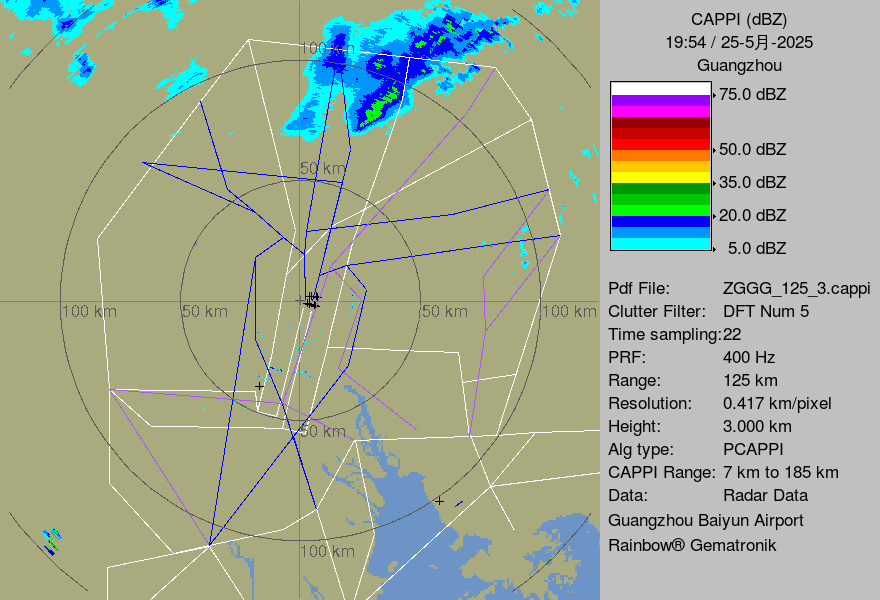 CAPPI (dBZ)
19:54 / 25-5月-2025
Guangzhou
75.0 dBZ
50.0 dBZ
35.0 dBZ
20.0 dBZ
5.0 dBZ
Pdf File: ZGGG_125_3.cappi
Clutter Filter: DFT Num 5
Time sampling:22
PRF: 400 Hz
Range: 125 km
Resolution: 0.417 km/pixel
Height: 3.000 km
Alg type: PCAPPI
CAPPI Range: 7 km to 185 km
Data: Radar Data
Guangzhou Baiyun Airport
Rainbow® Gematronik
100 km
50 km
100 km
50 km
50 km
100 km
50 km
100 km